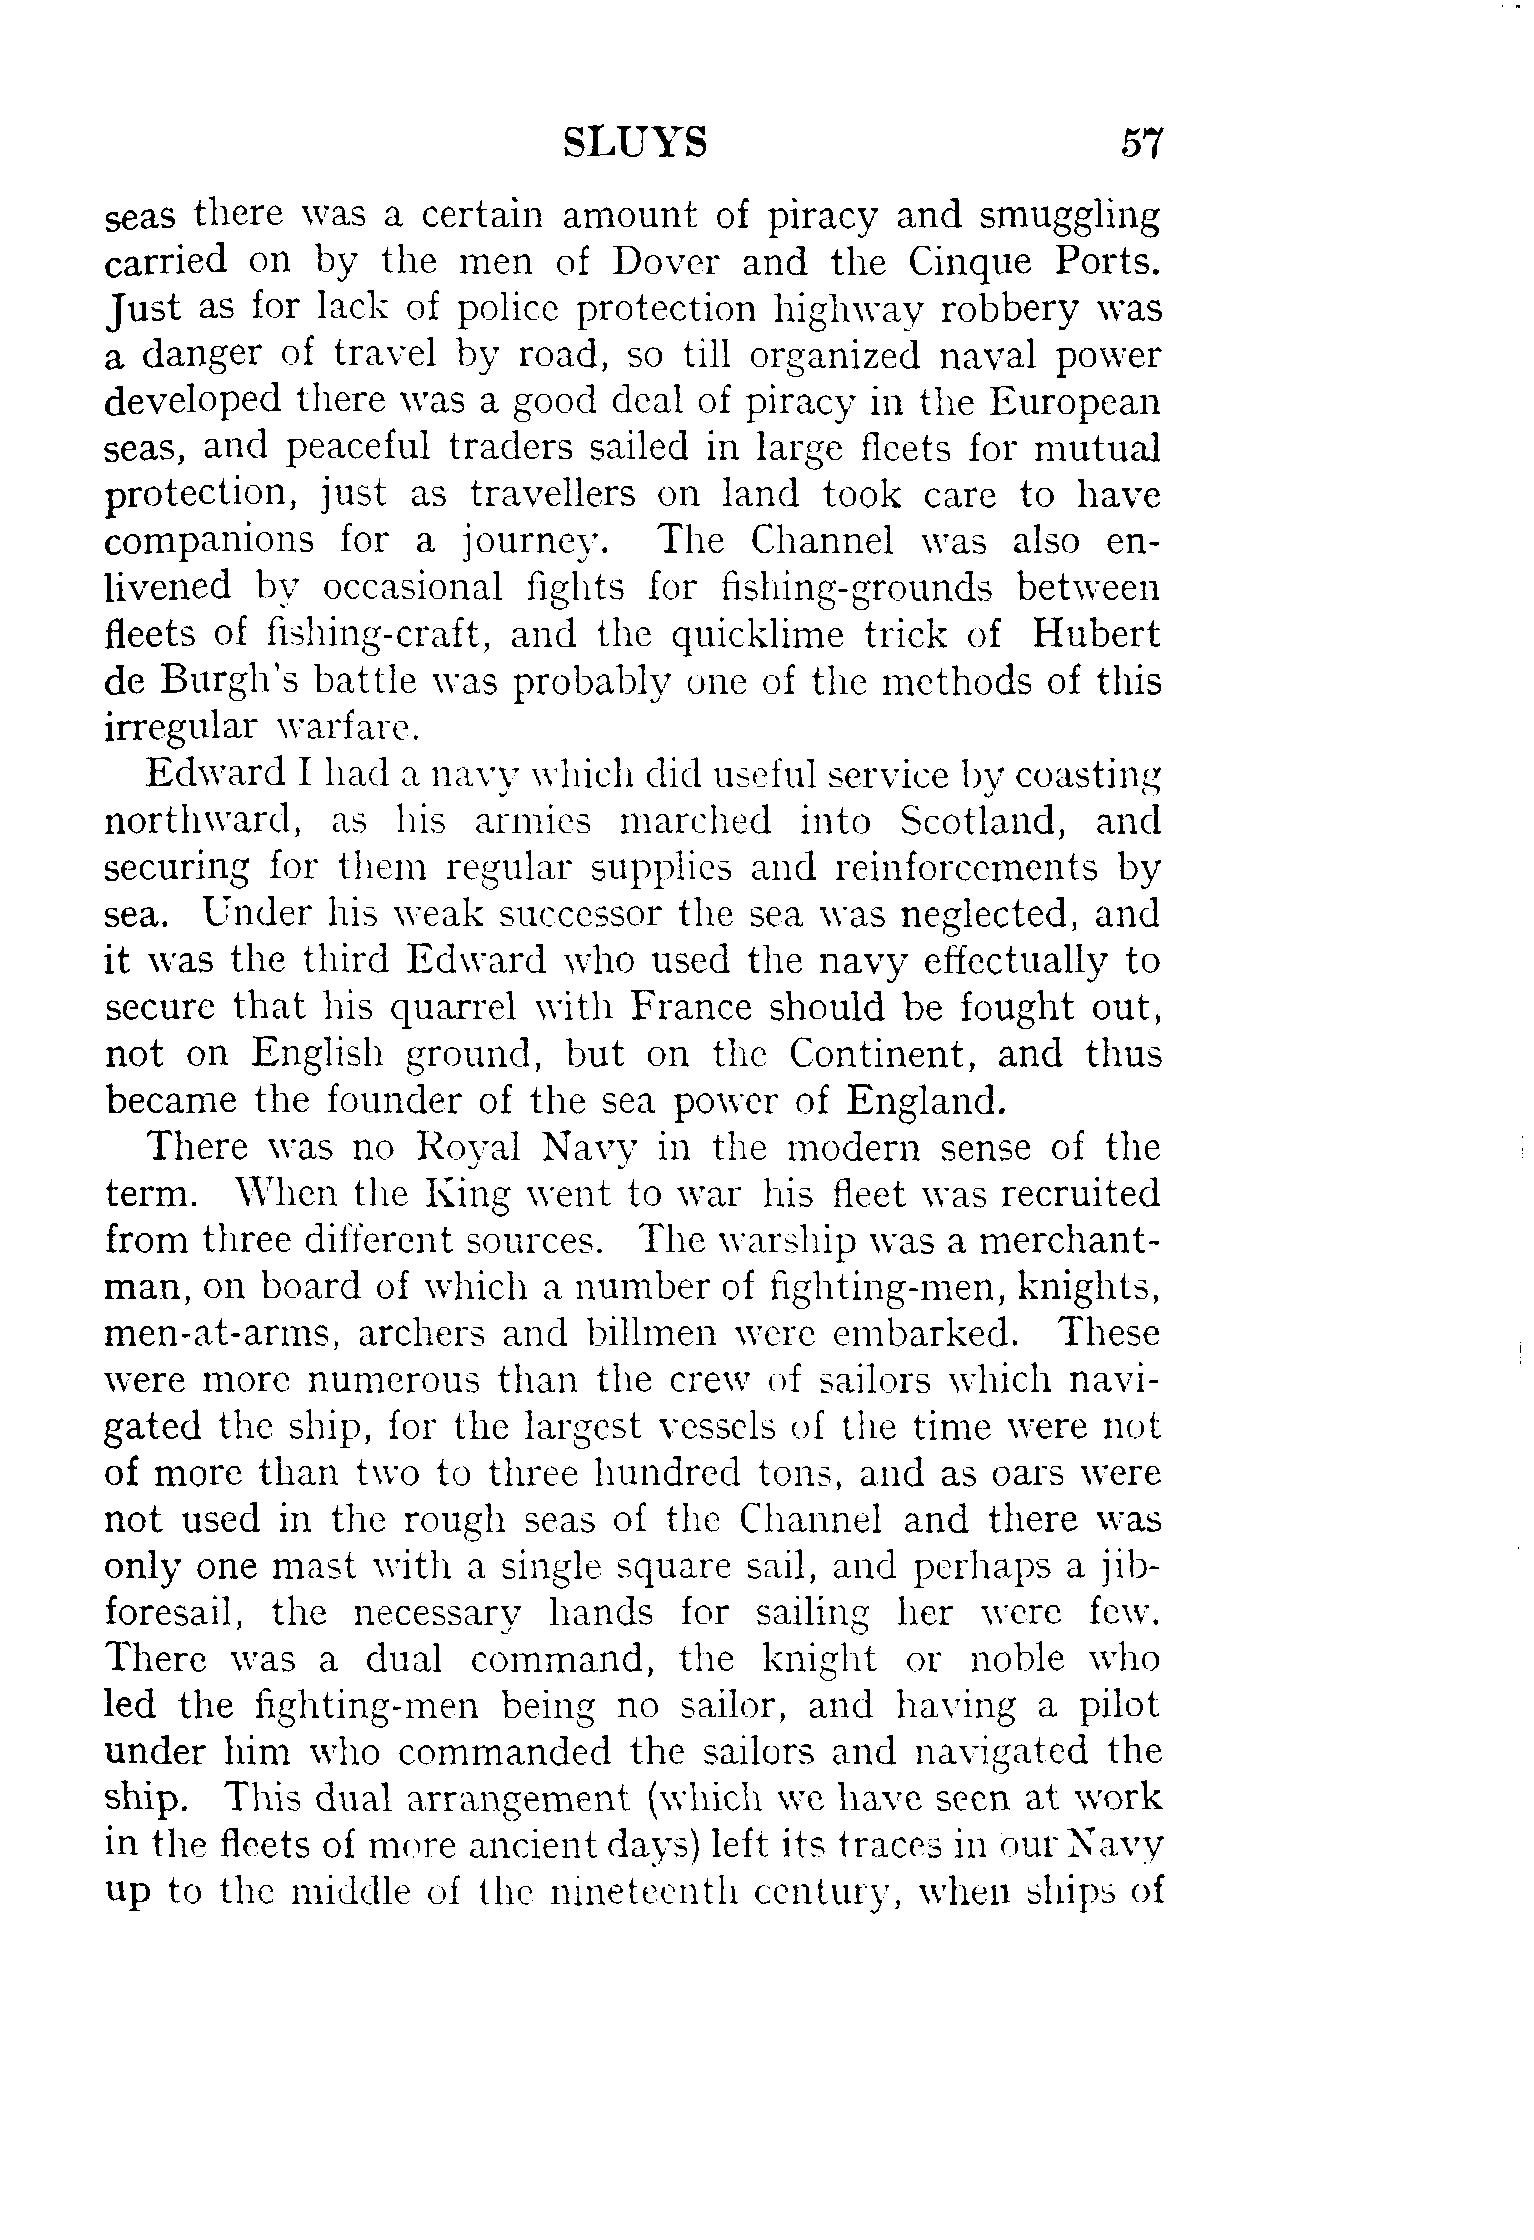 SLUYS 57
seas there was a certain amount of piracy and smuggling
carried on by the men of Dover and the Cinque Ports.
Just as for lack of police protection highway robbery was
a danger of travel by road, so till organized naval power
developed there was a good deal of piracy in the European
seas, and peaceful traders sailed in large fleets for mutual
protection, just as travellers on land took care to have
companions for a journey. The Channel was also en-
livened by occasional fights for fishing-grounds between
fleets of fishing-craft, and the quicklime trick of Hubert
de Burgh's battle was probably one of the methods of this
irregular warfare.
Edward I had a navy which did useful service by coasting
northward, as his armies marched into Scotland, and
securing for them regular supplies and reinforcements by
sea. Under his weak successor the sea was neglected, and
it was the third Edward who used the navy effectually to
secure that his quarrel with France should be fought out,
not on English ground, but on the Continent, and thus
became the founder of the sea power of England.
There was no Royal Navy in the modern sense of the
term. When the King went to war his fleet was recruited
from three different sources. The warship was a merchant-
man, on board of which a number of fighting-men, knights,
men-at-arms, archers and billmen were embarked. These
were more numerous than the crew of sailors which navi-
gated the ship, for the largest vessels of the time were not
of more than two to three hundred tons, and as oars were
not used in the rough seas of the Channel and there was
only one mast with a single square sail, and perhaps a jib-
foresail, the necessary hands for sailing her were few.
There was a dual command, the knight or noble who
led the fighting-men being no sailor, and having a pilot
under him who commanded the sailors and navigated the
ship. This dual arrangement (which we have seen at work
in the fleets of more ancient days) left its traces in our Navy
up to the middle of the nineteenth century, when ships of